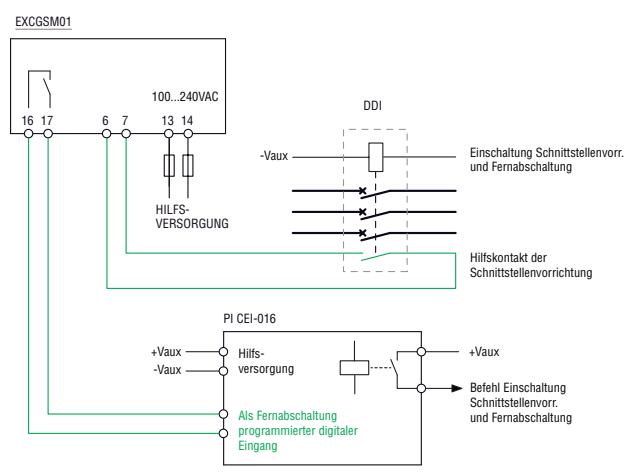 EXCGSM01
100...240VAC
16 17 6 7 13 14
HILFS-
VERSORGUNG
DDI
-Vaux
Einschaltung Schnittstellenvorr.
und Fernabschaltung
Hilfskontakt der
Schnittstellenvorrichtung
PI CEI-016
+Vaux
-Vaux
Hilfs-
versorgung
Als Fernabschaltung
programmierter digitaler
Eingang
+Vaux
Befehl Einschaltung
Schnittstellenvorr.
und Fernabschaltung